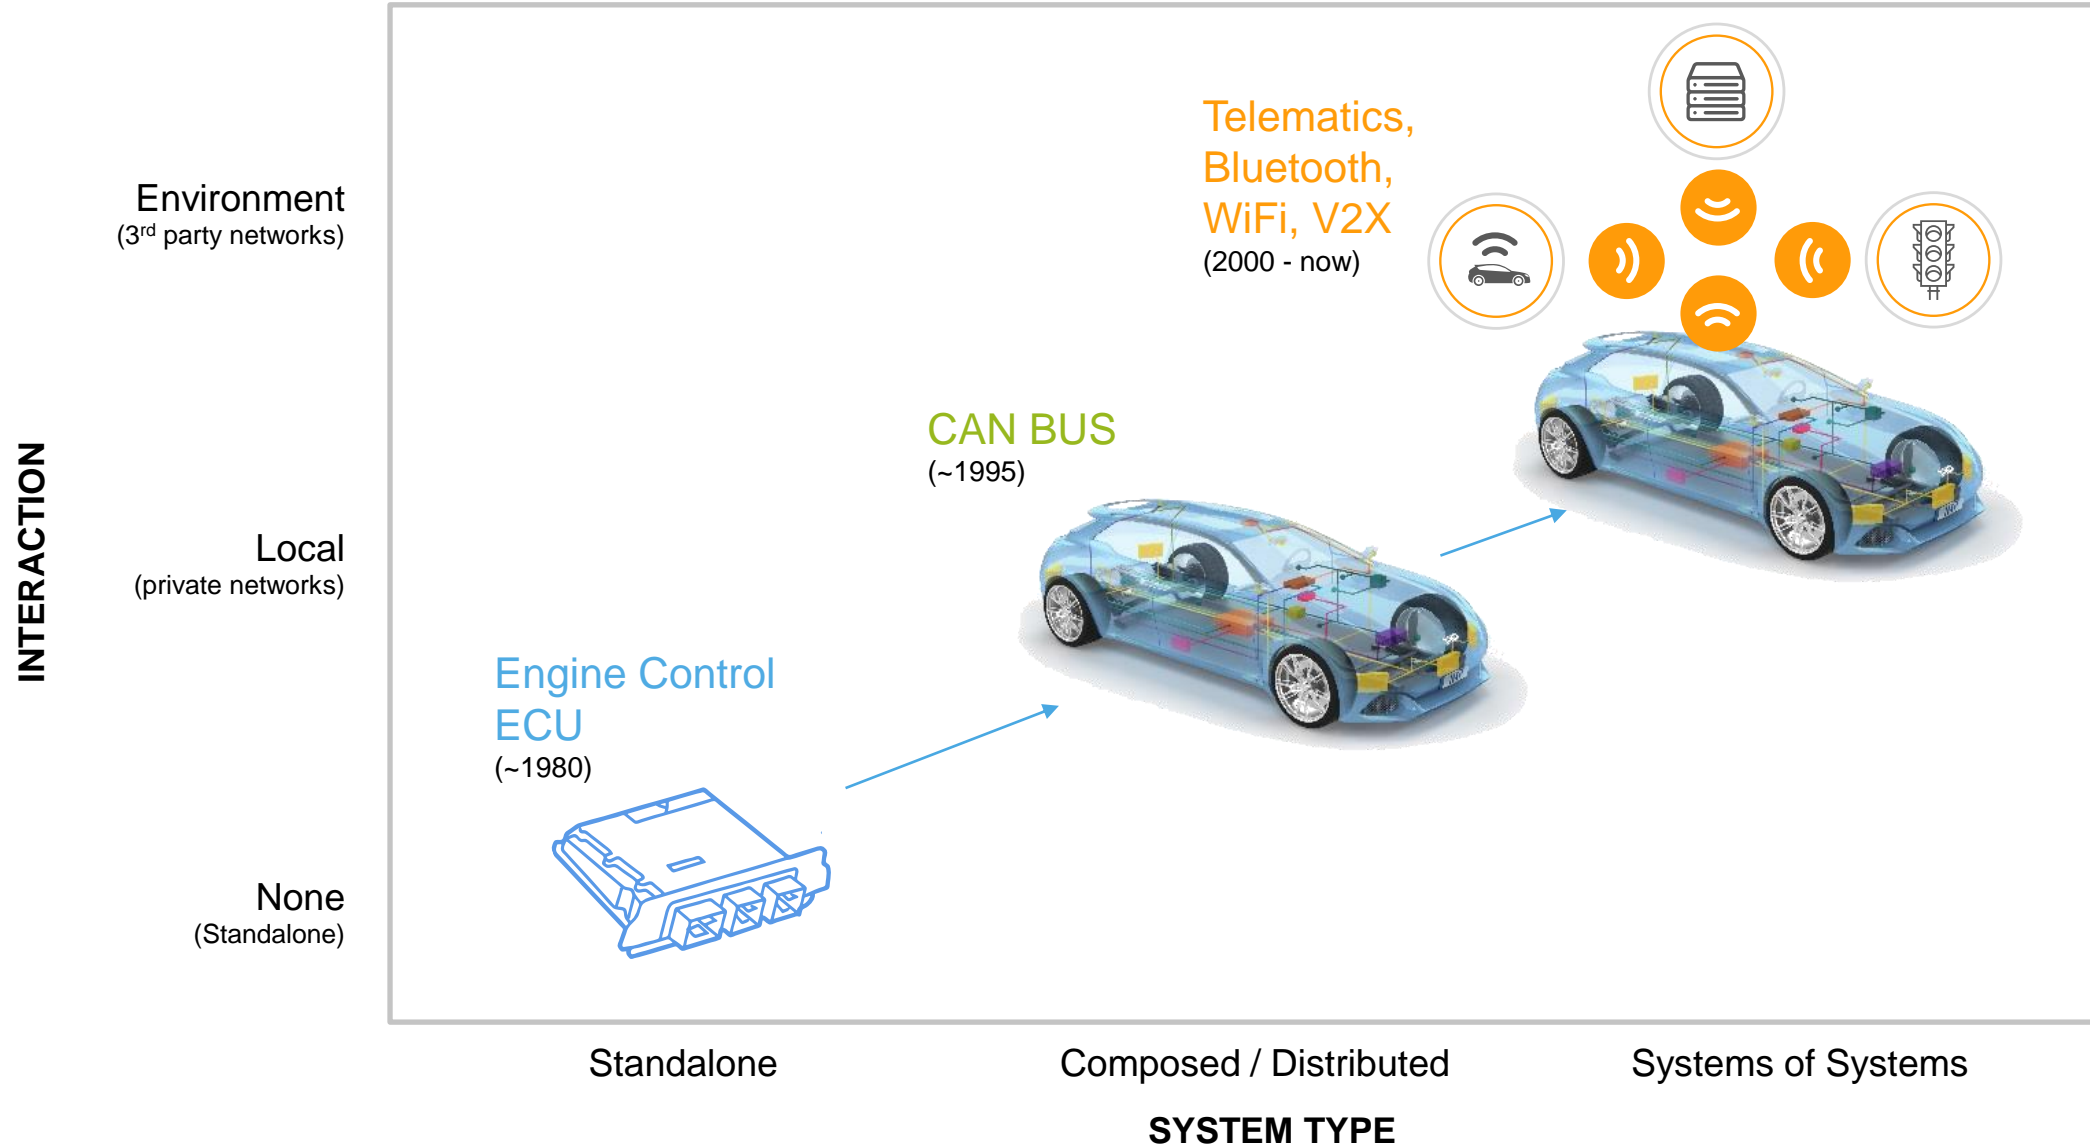 Telematics,
Bluetooth,
WiFi, V2X
(2000 - now)
Environment
(3rd party networks)
CAN BUS
(~1995)
INTERACTION
Local
(private networks)
Engine Control
ECU
(~1980)
None
(Standalone)
Standalone
Composed / Distributed
Systems of Systems
SYSTEM TYPE